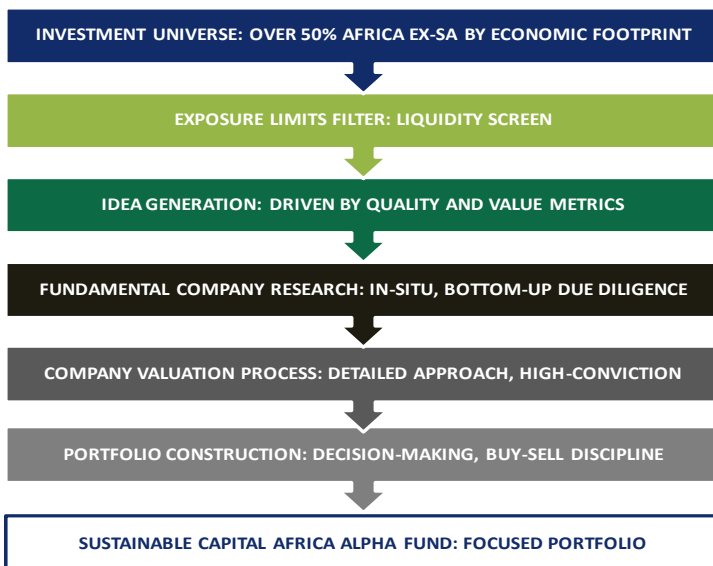 INVESTMENT UNIVERSE: OVER 50% AFRICA EX-SA BY ECONOMIC FOOTPRINT
EXPOSURE LIMITS FILTER: LIQUIDITY SCREEN
IDEA GENERATION: DRIVEN BY QUALITY AND VALUE METRICS
FUNDAMENTAL COMPANY RESEARCH: IN-SITU, BOTTOM-UP DUE DILIGENCE
COMPANY VALUATION PROCESS: DETAILED APPROACH, HIGH-CONVICTION
PORTFOLIO CONSTRUCTION: DECISION-MAKING, BUY-SELL DISCIPLINE
SUSTAINABLE CAPITAL AFRICA ALPHA FUND: FOCUSED PORTFOLIO